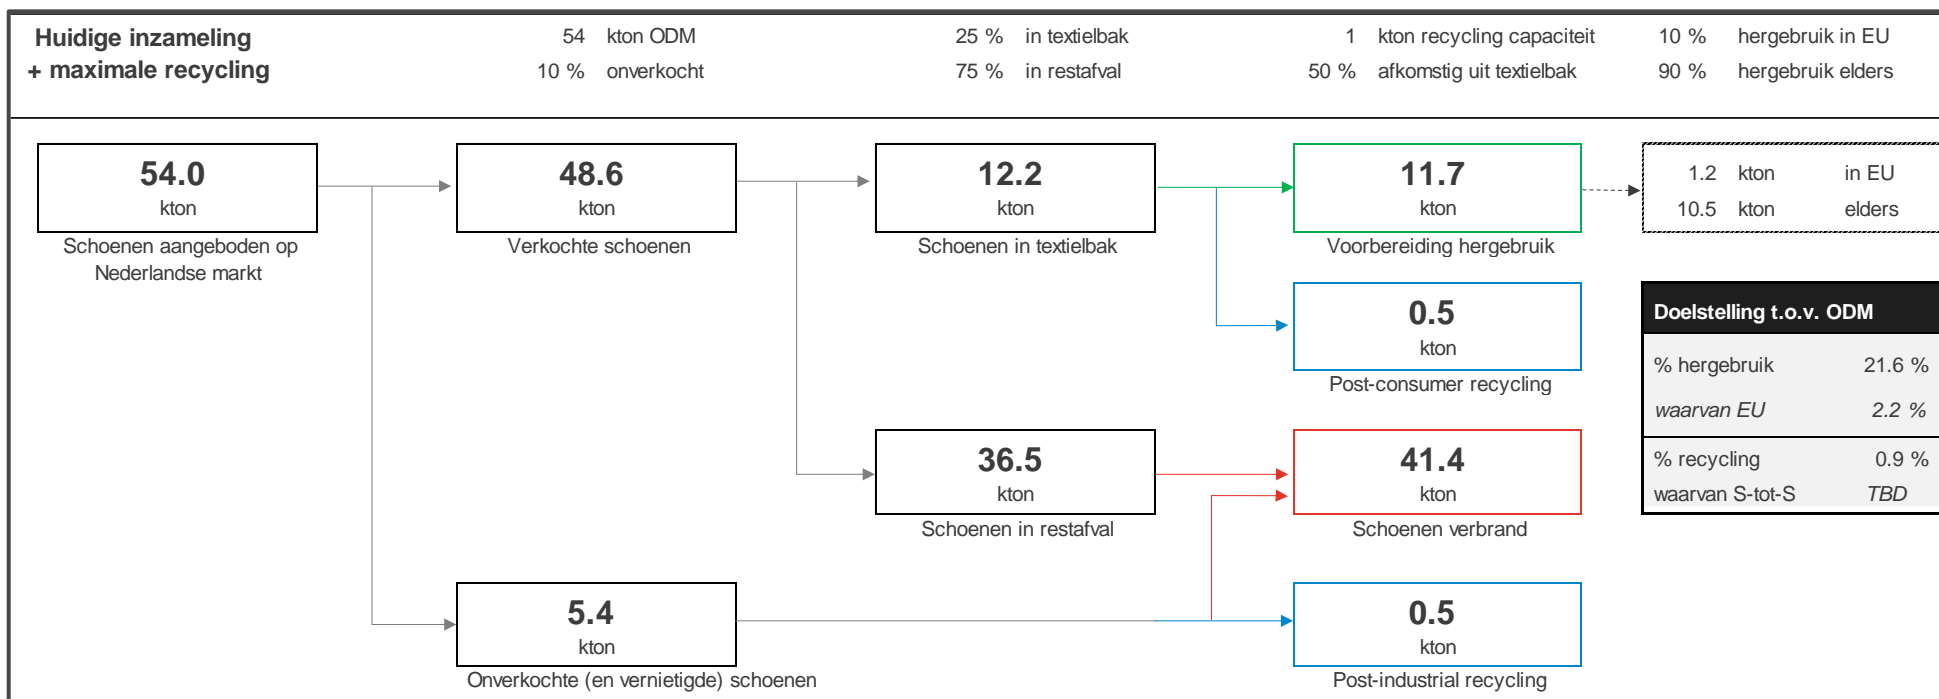 Huidige inzameling
+ maximale recycling
54 kton ODM
10 % onverkocht
25 % in textielbak
75 % in restafval
1 kton recycling capaciteit
50 % afkomstig uit textielbak
10 % hergebruik in EU
90 % hergebruik elders
54.0
kton
Schoenen aangeboden op
Nederlandse markt
48.6
kton
Verkochte schoenen
12.2
kton
Schoenen in textielbak
11.7
kton
Voorbereiding hergebruik
1.2 kton in EU
10.5 kton elders
0.5
kton
Post-consumer recycling
Doelstelling t.o.v. ODM
% hergebruik 21.6 %
waarvan EU 2.2 %
% recycling 0.9 %
waarvan S-tot-S TBD
36.5
kton
Schoenen in restafval
41.4
kton
Schoenen verbrand
5.4
kton
Onverkochte (en vernietigde) schoenen
0.5
kton
Post-industrial recycling